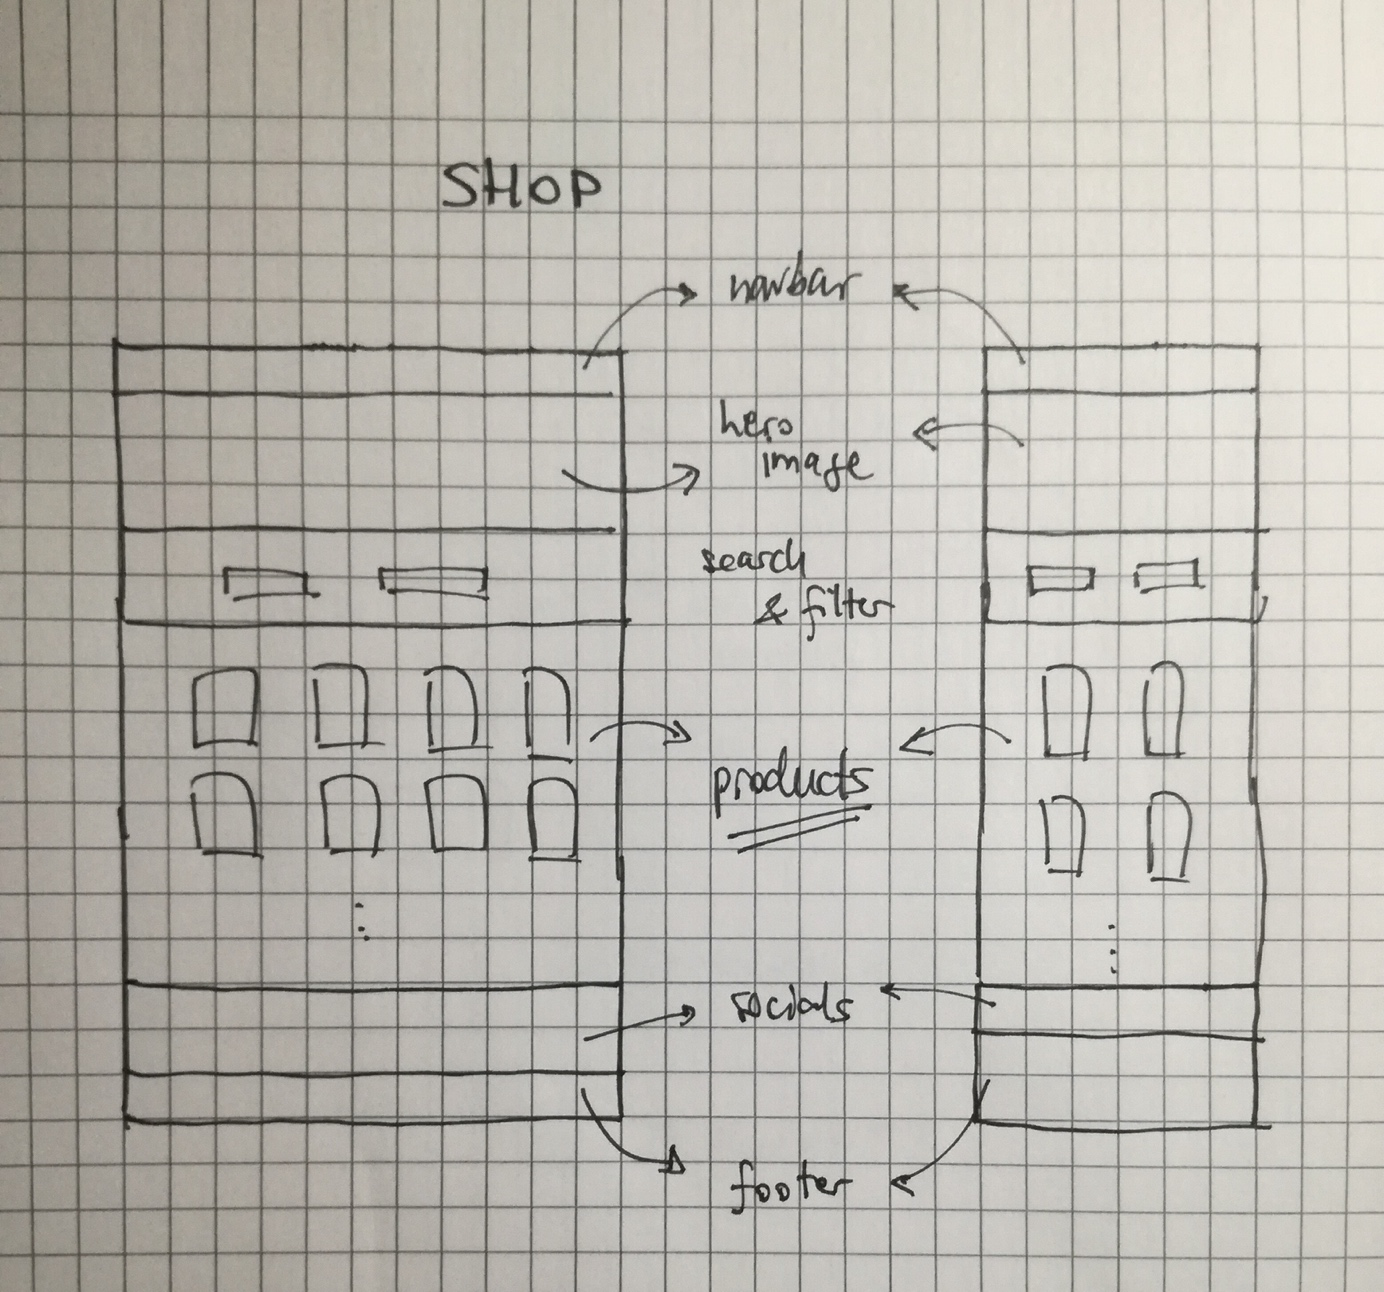 SHOP
navbar
hero
image
search
& filter
products
socials
footer